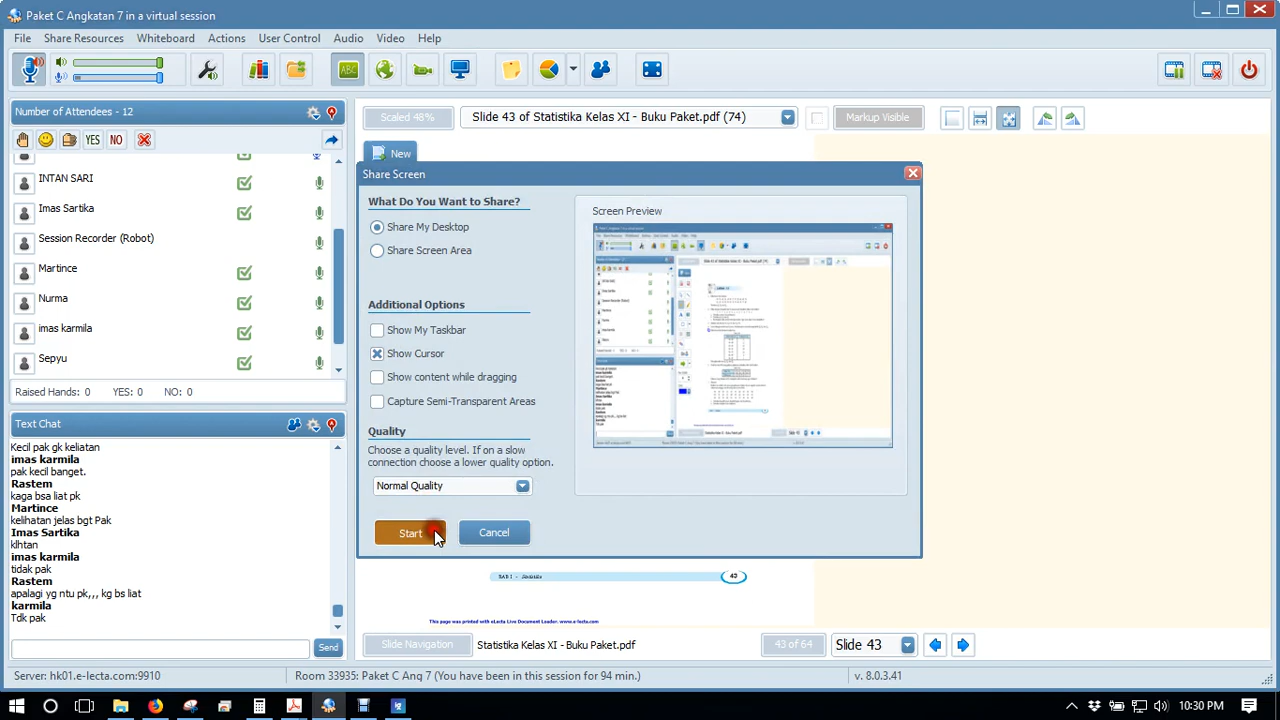 Paket C Angkatan 7 in a virtual session
File Share Resources Whiteboard Actions User Control Audio Video Help
ABC
Number of Attendees - 12
YES NO
INTAN SARI
Imas Sartika
Session Recorder (Robot)
Martince
Nurma
imas karmila
Sepyu
Raised Hands: 0 YES: 0 NO: 0
Text Chat
Kecil pak gk keliatan
imas karmila
pak kecil banget.
Rastem
kaga bsa liat pk
Martince
kelihatan jelas bgt Pak
Imas Sartika
klhtan
imas karmila
tidak pak
Rastem
apalagi yg ntu pk,,, kg bs liat
karmila
Tdk pak
Send
Scaled 48%
Slide 43 of Statistika Kelas XI - Buku Paket.pdf (74)
Markup Visible
New
Share Screen
What Do You Want to Share?
Share My Desktop
Share Screen Area
Additional Options
Show My Taskbar
Show Cursor
Show content while dragging
Capture Semi-Transparent Areas
Quality
Choose a quality level. If on a slow
connection choose a lower quality option.
Normal Quality
Start
Cancel
Screen Preview
BAB I - Statistika
43
This page was printed with eLecta Live Document Loader. www.e-lecta.com
Slide Navigation
Statistika Kelas XI - Buku Paket.pdf
43 of 64
Slide 43
Server: hk01.e-lecta.com:9910
Room 33935: Paket C Ang 7 (You have been in this session for 94 min.)
v. 8.0.3.41
10:30 PM